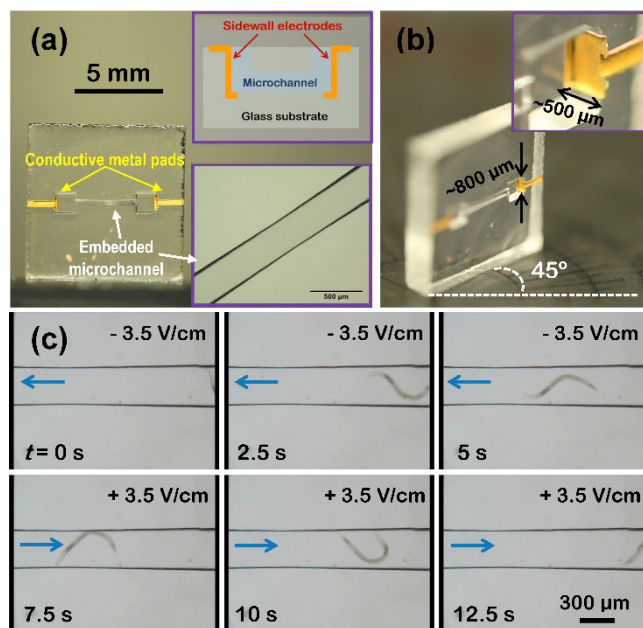 (a)
5 mm
Sidewall electrodes
Microchannel
Glass substrate
Conductive metal pads
Embedded
microchannel
500 µm
(b)
~500 µm
~800 µm
45°
(c)
- 3.5 V/cm
t = 0 s
- 3.5 V/cm
2.5 s
- 3.5 V/cm
5 s
+ 3.5 V/cm
7.5 s
+ 3.5 V/cm
10 s
+ 3.5 V/cm
12.5 s
300 µm